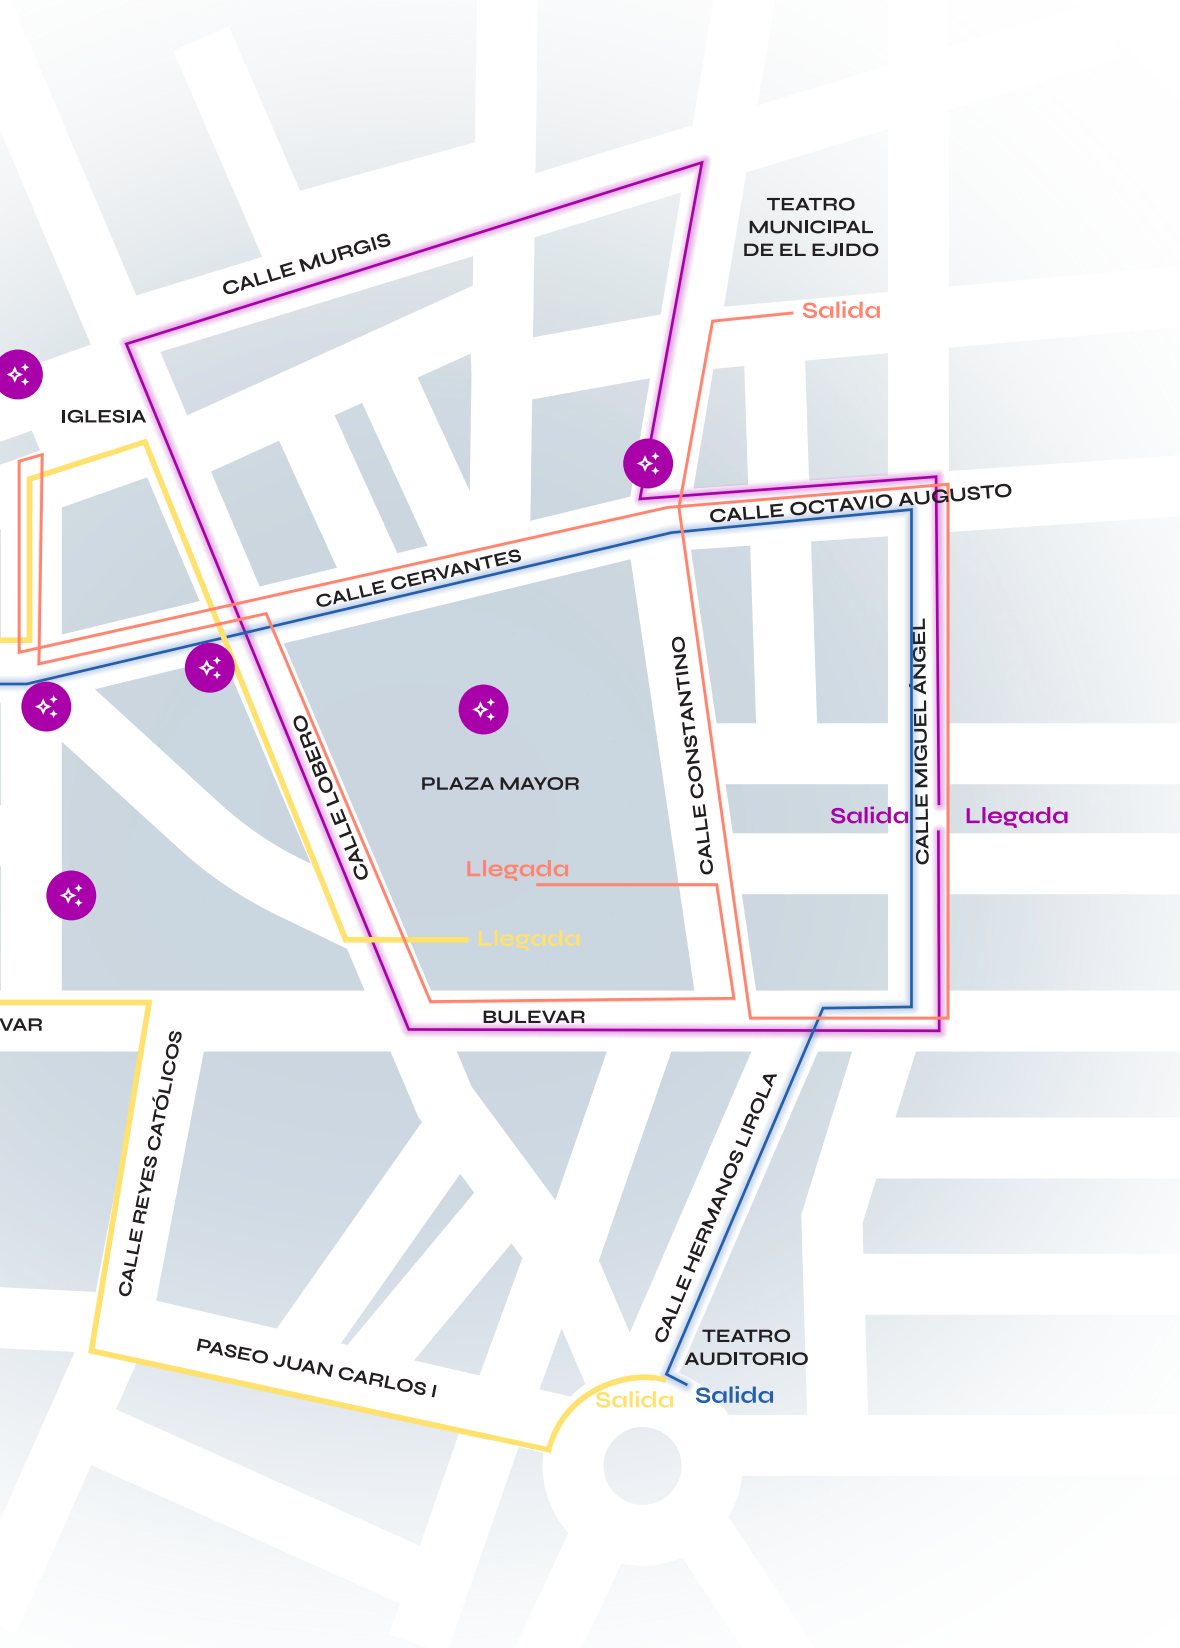 TEATRO
MUNICIPAL
DE EL EJIDO
CALLE MURGIS
Salida
IGLESIA
CALLE OCTAVIO AUGUSTO
CALLE CERVANTES
CALLE LOBERO
PLAZA MAYOR
CALLE CONSTANTINO
CALLE MIGUEL ÁNGEL
Salida
Llegada
Llegada
Llegada
BULEVAR
VAR
CALLE REYES CATÓLICOS
CALLE HERMANOS LIROLA
PASEO JUAN CARLOS I
TEATRO
AUDITORIO
Salida
Salida